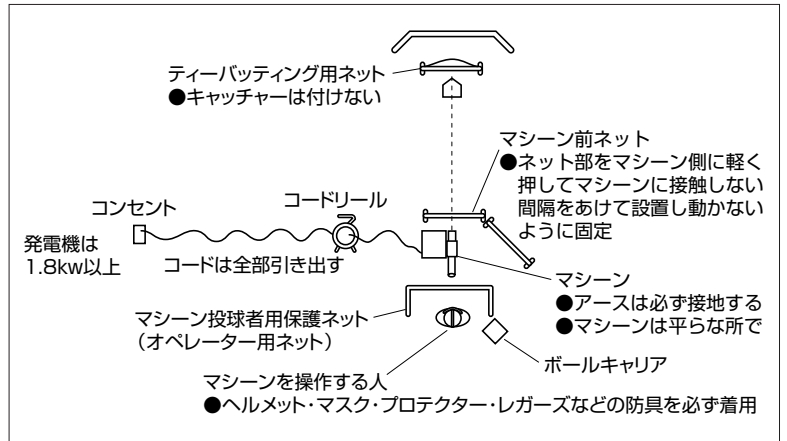 ティーバッティング用ネット
●キャッチャーは付けない
マシーン前ネット
●ネット部をマシーン側に軽く
押してマシーンに接触しない
間隔をあけて設置し動かない
ように固定
コードリール
コンセント
発電機は
1.8kw以上
コードは全部引き出す
マシーン
●アースは必ず接地する
●マシーンは平らな所で
マシーン投球者用保護ネット
（オペレーター用ネット）
ボールキャリア
マシーンを操作する人
●ヘルメット・マスク・プロテクター・レガーズなどの防具を必ず着用